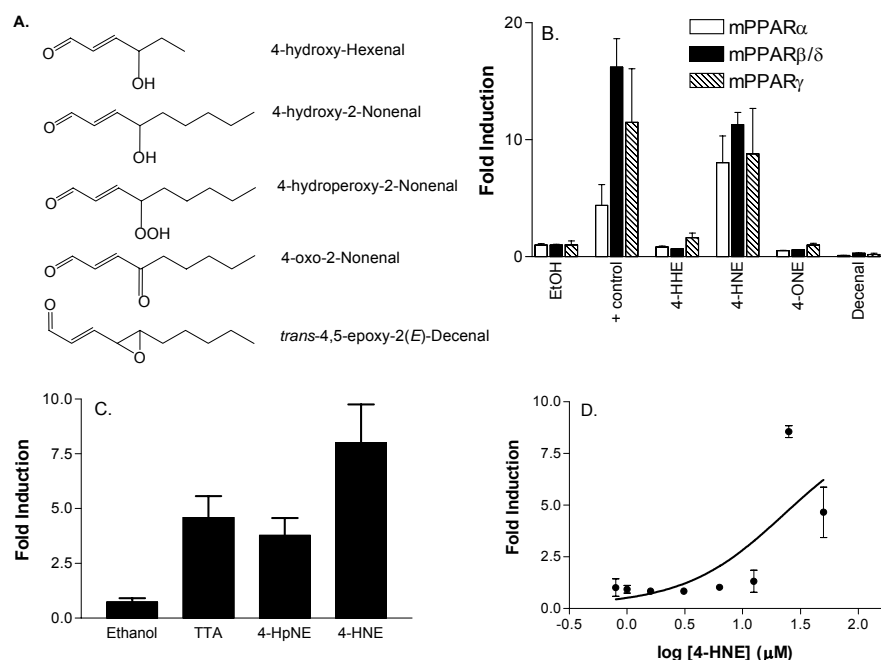 A.
O
OH
4-hydroxy-Hexenal
O
OH
4-hydroxy-2-Nonenal
O
OOH
4-hydroperoxy-2-Nonenal
O
O
4-oxo-2-Nonenal
O
O
trans-4,5-epoxy-2(E)-Decenal
B.
mPPARα
mPPARβ/δ
mPPARγ
Fold Induction
20
10
0
EtOH
+ control
4-HHE
4-HNE
4-ONE
Decenal
C.
Fold Induction
10.0
7.5
5.0
2.5
0.0
Ethanol
TTA
4-HpNE
4-HNE
D.
Fold Induction
10.0
7.5
5.0
2.5
0.0
-0.5
0.0
0.5
1.0
1.5
2.0
log [4-HNE] (μM)